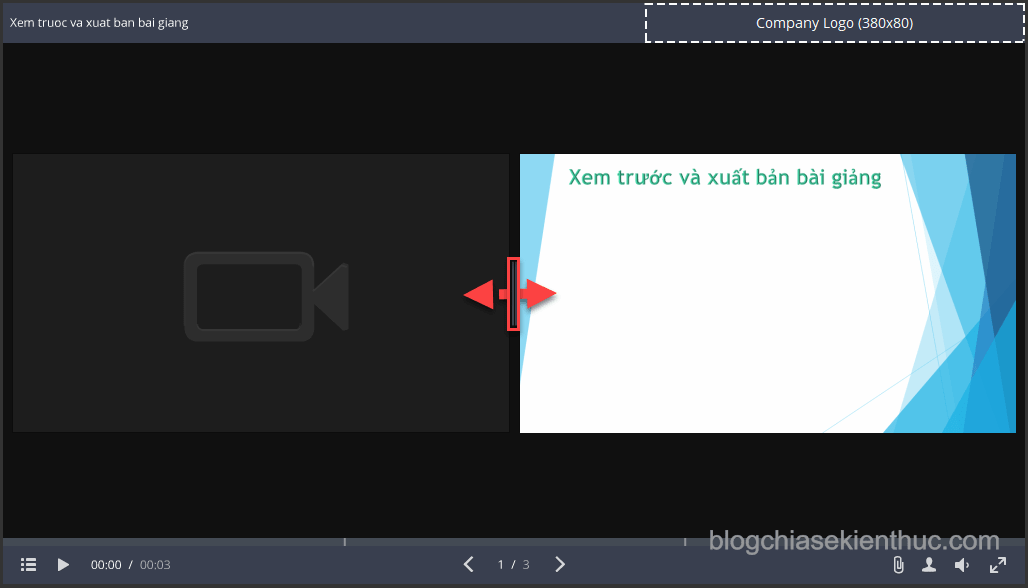 Xem truoc va xuat ban bai giang
Company Logo (380x80)
Xem trước và xuất bản bài giảng
blogchiasekienthuc.com
00:00 / 00:03
1 / 3